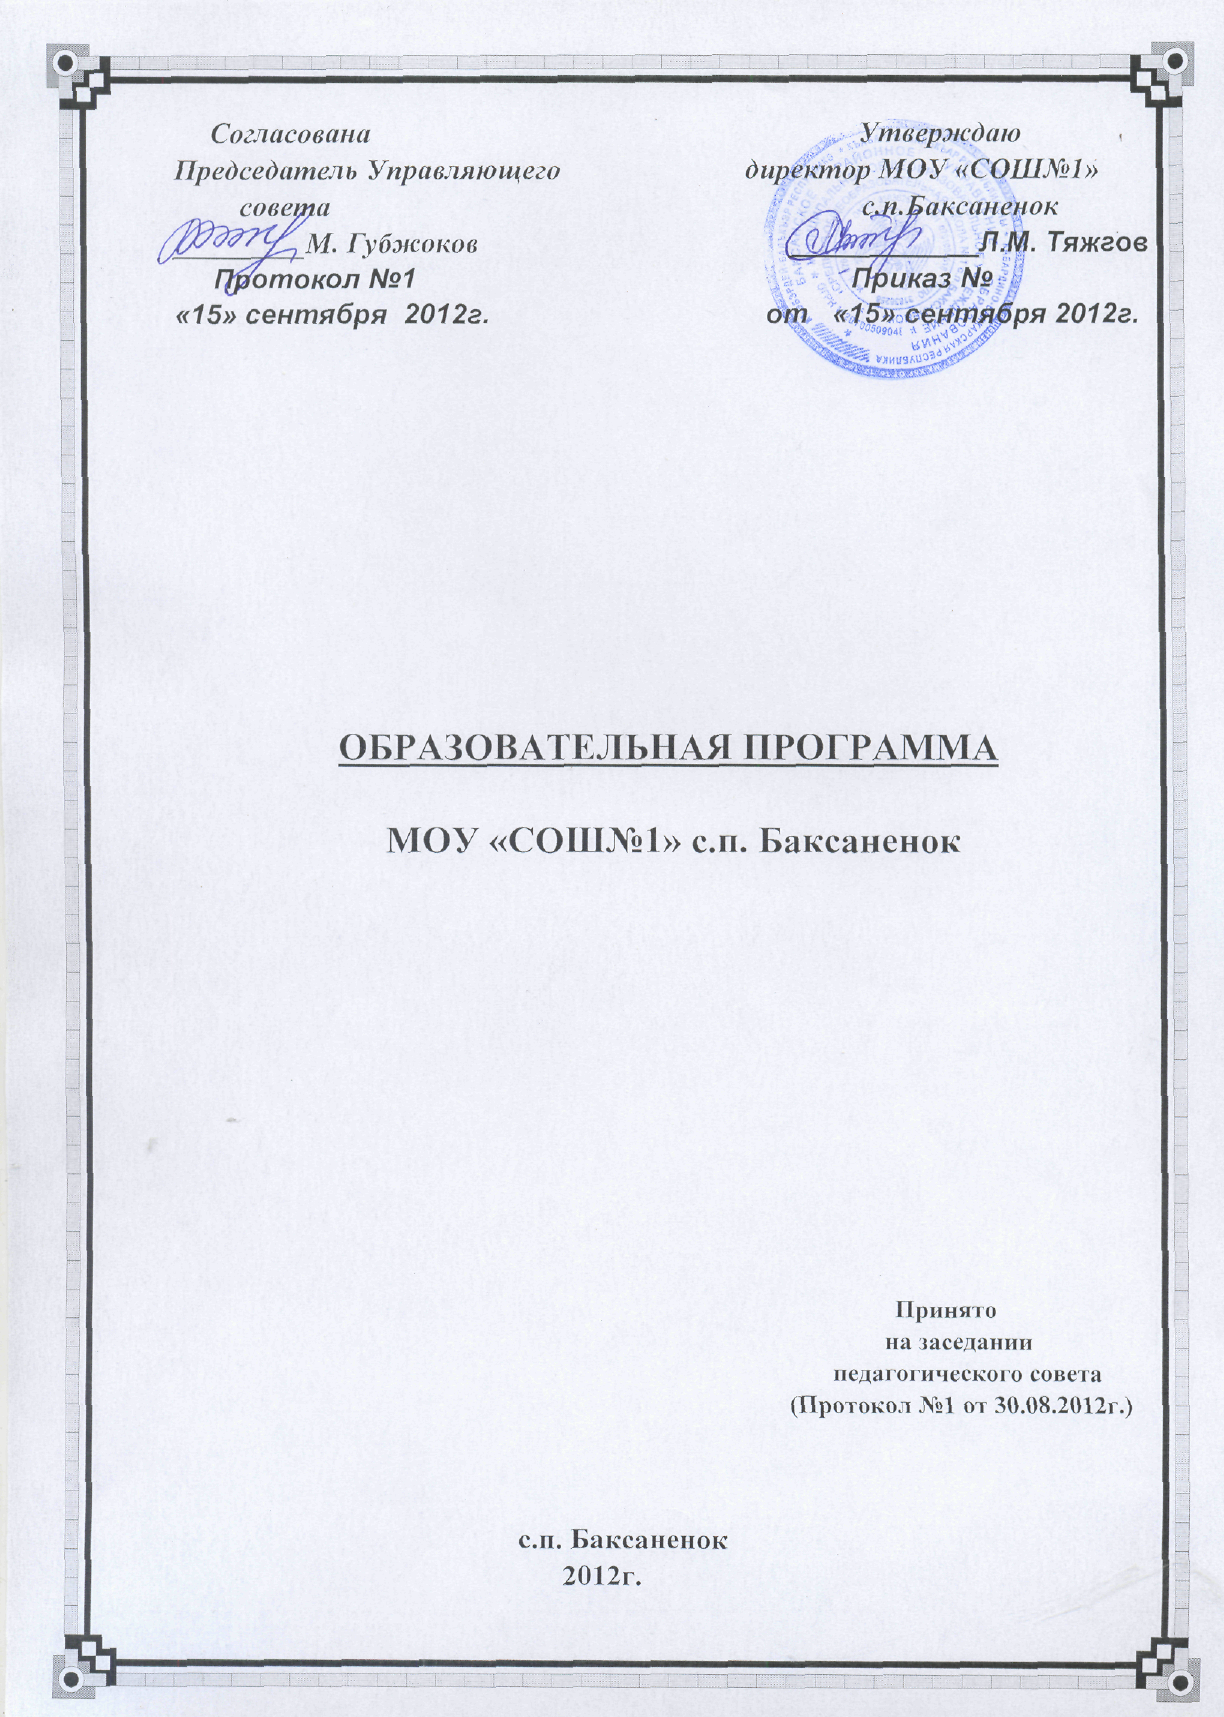 Согласована
Председатель Управляющего
совета
_________М. Губжоков
Протокол №1
«15» сентября 2012г.
Утверждаю
директор МОУ «СОШ№1»
с.п.Баксаненок
_____________Л.М. Тяжгов
Приказ №
от «15» сентября 2012г.
ОБРАЗОВАТЕЛЬНАЯ ПРОГРАММА
МОУ «СОШ№1» с.п. Баксаненок
Принято
на заседании
педагогического совета
(Протокол №1 от 30.08.2012г.)
с.п. Баксаненок
2012г.